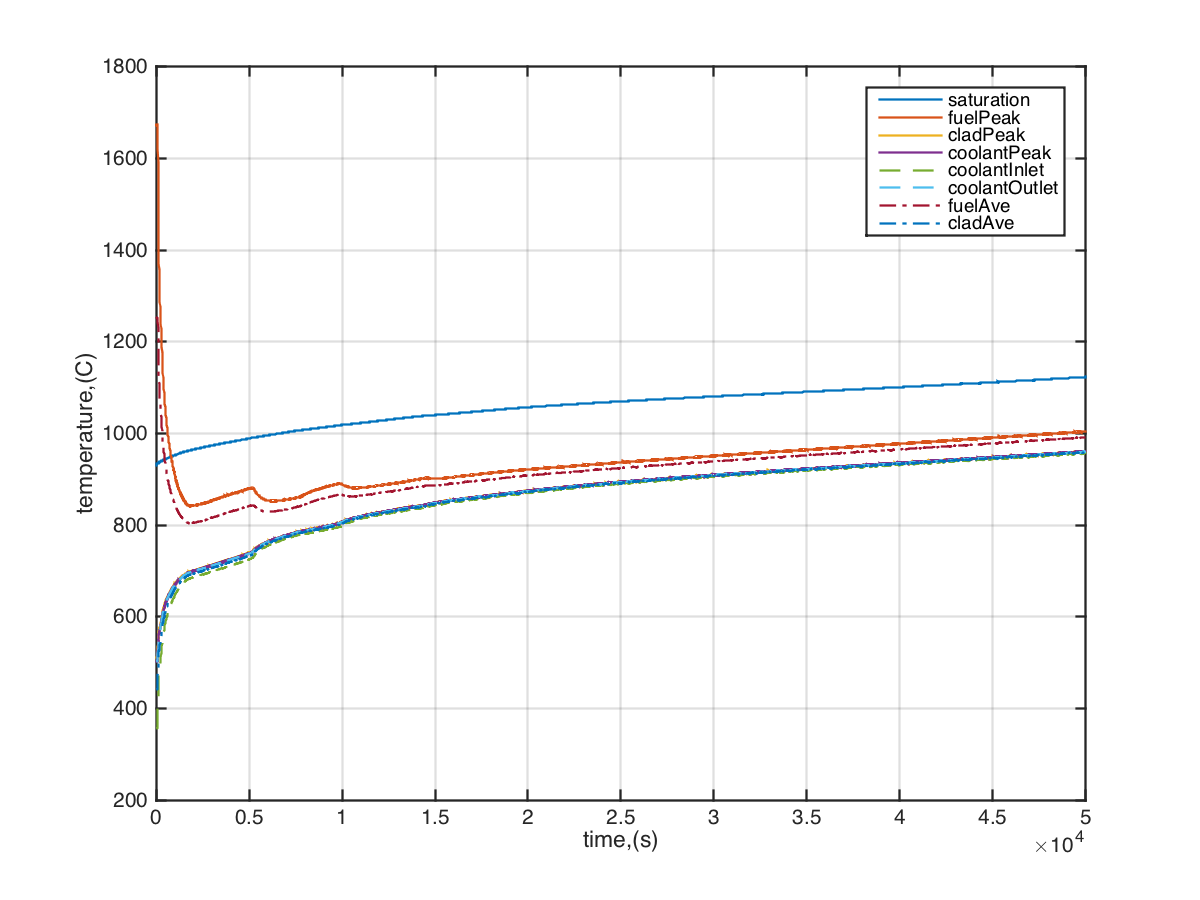 1800
1600
1400
1200
1000
800
600
400
200
temperature,(C)
saturation
fuelPeak
cladPeak
coolantPeak
coolantInlet
coolantOutlet
fuelAve
cladAve
0 0.5 1 1.5 2 2.5 3 3.5 4 4.5 5
time,(s)
×10⁴